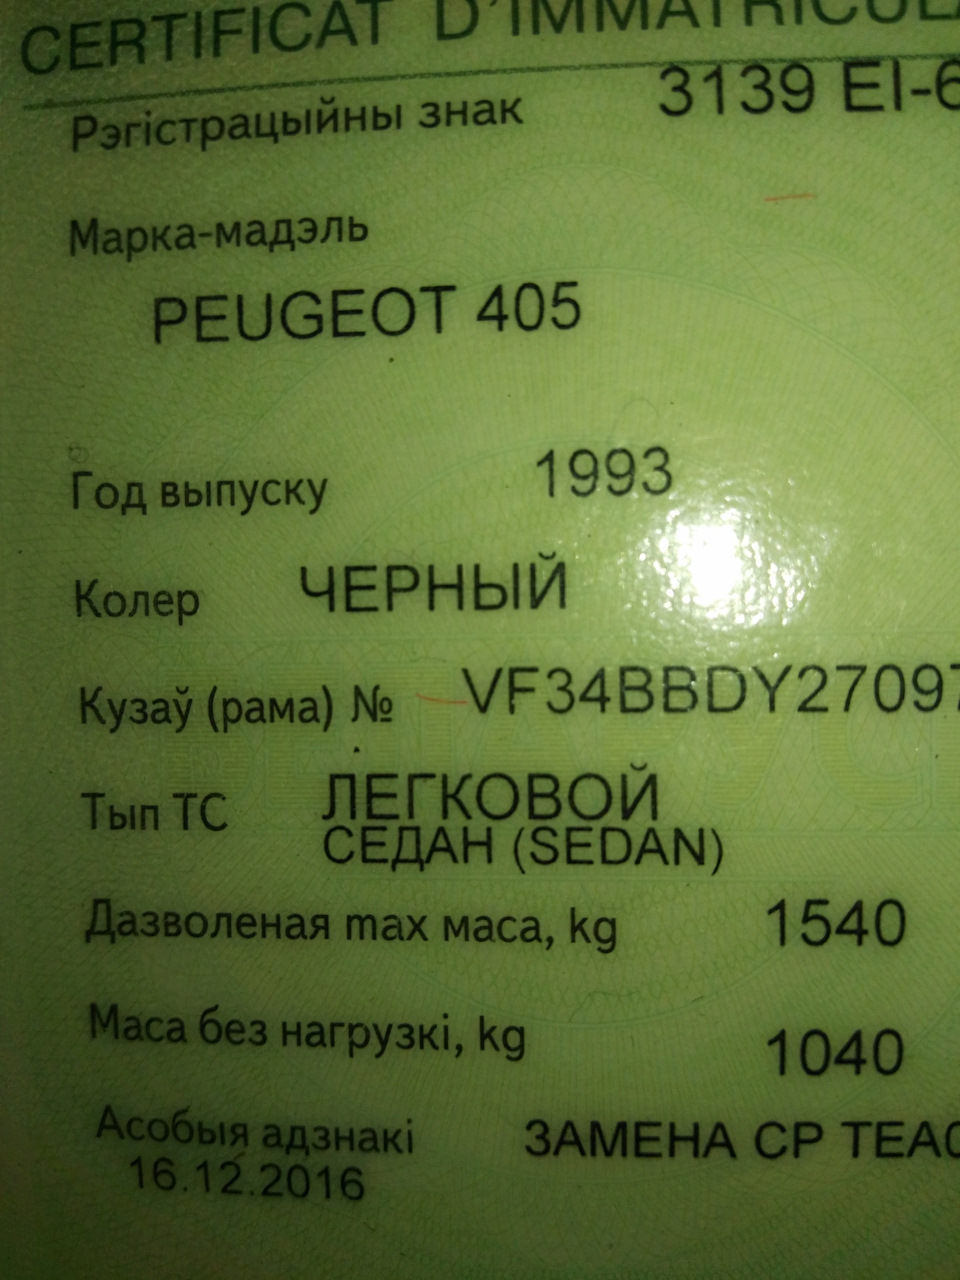 CERTIFICAT D'IMMATRICUL
Рэгістрацыйны знак 3139 EI-6
Марка-мадэль
PEUGEOT 405
Год выпуску 1993
Колер ЧЕРНЫЙ
Кузаў (рама) № VF34BBDY27097
Тып ТС ЛЕГКОВОЙ
СЕДАН (SEDAN)
Дазволеная max маса, kg 1540
Маса без нагрузкі, kg 1040
Асобыя адзнакі ЗАМЕНА СР ТЕА0
16.12.2016